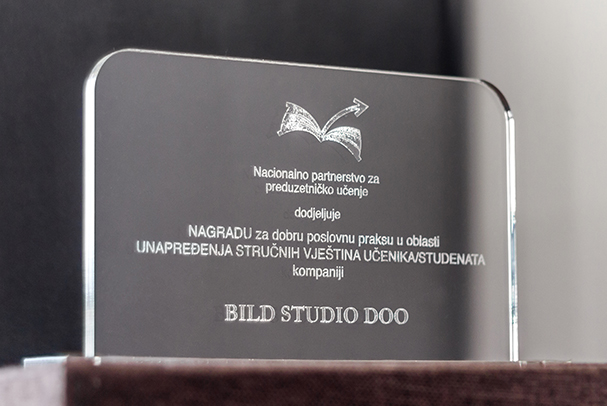 Nacionalno partnerstvo za
preduzetničko učenje
dodjeljuje
NAGRADU za dobru poslovnu praksu u oblasti
UNAPREĐENJA STRUČNIH VJEŠTINA UČENIKA/STUDENATA
kompaniji
BILD STUDIO DOO